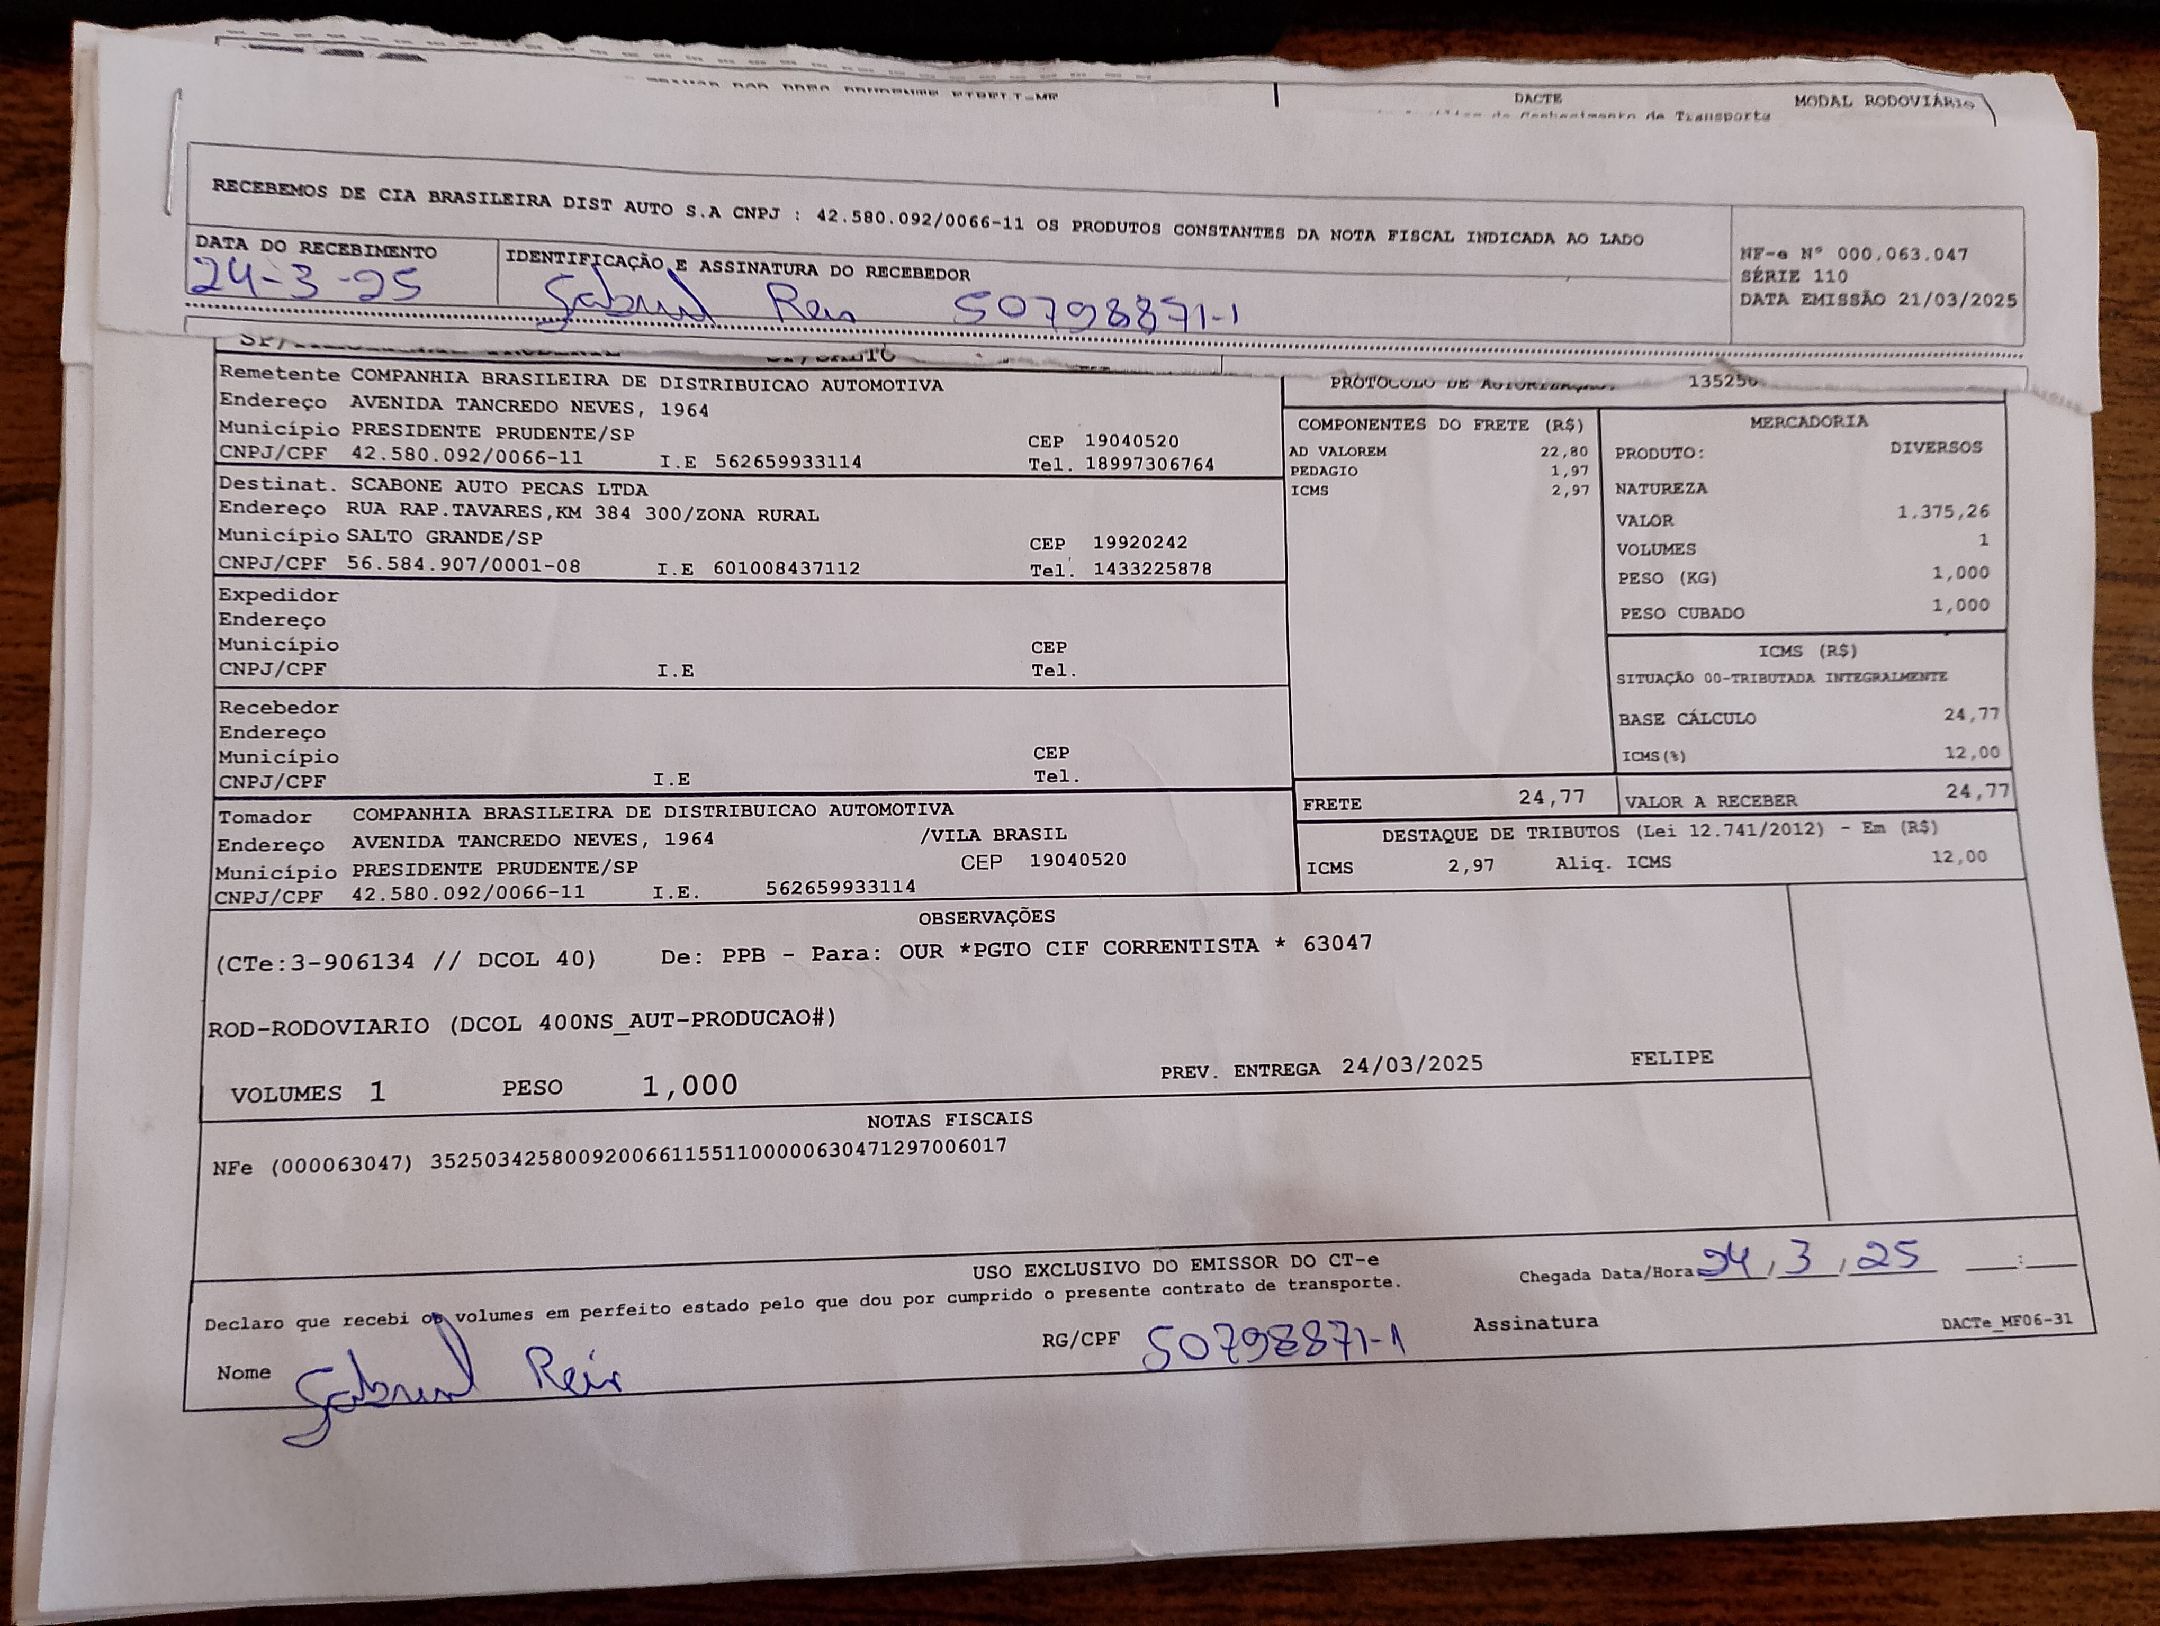 DACTE MODAL RODOVIÁRIO
de Transporte
RECEBEMOS DE CIA BRASILEIRA DIST AUTO S.A CNPJ : 42.580.092/0066-11 OS PRODUTOS CONSTANTES DA NOTA FISCAL INDICADA AO LADO
NF-e Nº 000.063.047
SÉRIE 110
DATA EMISSÃO 21/03/2025
DATA DO RECEBIMENTO
24-3-25
IDENTIFICAÇÃO E ASSINATURA DO RECEBEDOR
Gabriel Reis 50798871-1
Remetente COMPANHIA BRASILEIRA DE DISTRIBUICAO AUTOMOTIVA
Endereço AVENIDA TANCREDO NEVES, 1964
Município PRESIDENTE PRUDENTE/SP CEP 19040520
CNPJ/CPF 42.580.092/0066-11 I.E 562659933114 Tel. 18997306764
Destinat. SCABONE AUTO PECAS LTDA
Endereço RUA RAP.TAVARES,KM 384 300/ZONA RURAL
Município SALTO GRANDE/SP CEP 19920242
CNPJ/CPF 56.584.907/0001-08 I.E 601008437112 Tel. 1433225878
Expedidor
Endereço
Município CEP
CNPJ/CPF I.E Tel.
Recebedor
Endereço
Município CEP
CNPJ/CPF I.E Tel.
Tomador COMPANHIA BRASILEIRA DE DISTRIBUICAO AUTOMOTIVA
Endereço AVENIDA TANCREDO NEVES, 1964 /VILA BRASIL
Município PRESIDENTE PRUDENTE/SP CEP 19040520
CNPJ/CPF 42.580.092/0066-11 I.E. 562659933114
PROTOCOLO DE
COMPONENTES DO FRETE (R$)
AD VALOREM 22,80
PEDAGIO 1,97
ICMS 2,97
MERCADORIA
PRODUTO: DIVERSOS
NATUREZA
VALOR 1.375,26
VOLUMES 1
PESO (KG) 1,000
PESO CUBADO 1,000
ICMS (R$)
SITUAÇÃO 00-TRIBUTADA INTEGRALMENTE
BASE CÁLCULO 24,77
ICMS(%) 12,00
FRETE 24,77 VALOR A RECEBER 24,77
DESTAQUE DE TRIBUTOS (Lei 12.741/2012) - Em (R$)
ICMS 2,97 Aliq. ICMS 12,00
OBSERVAÇÕES
(CTe:3-906134 // DCOL 40) De: PPB - Para: OUR *PGTO CIF CORRENTISTA * 63047
ROD-RODOVIARIO (DCOL 400NS_AUT-PRODUCAO#)
VOLUMES 1 PESO 1,000 PREV. ENTREGA 24/03/2025 FELIPE
NOTAS FISCAIS
NFe (000063047) 35250342580092006611551100000630471297006017
USO EXCLUSIVO DO EMISSOR DO CT-e
Declaro que recebi os volumes em perfeito estado pelo que dou por cumprido o presente contrato de transporte.
Chegada Data/Hora 24/3/25 :
Nome Gabriel Reis RG/CPF 50798871-1 Assinatura
DACTe_MF06-31